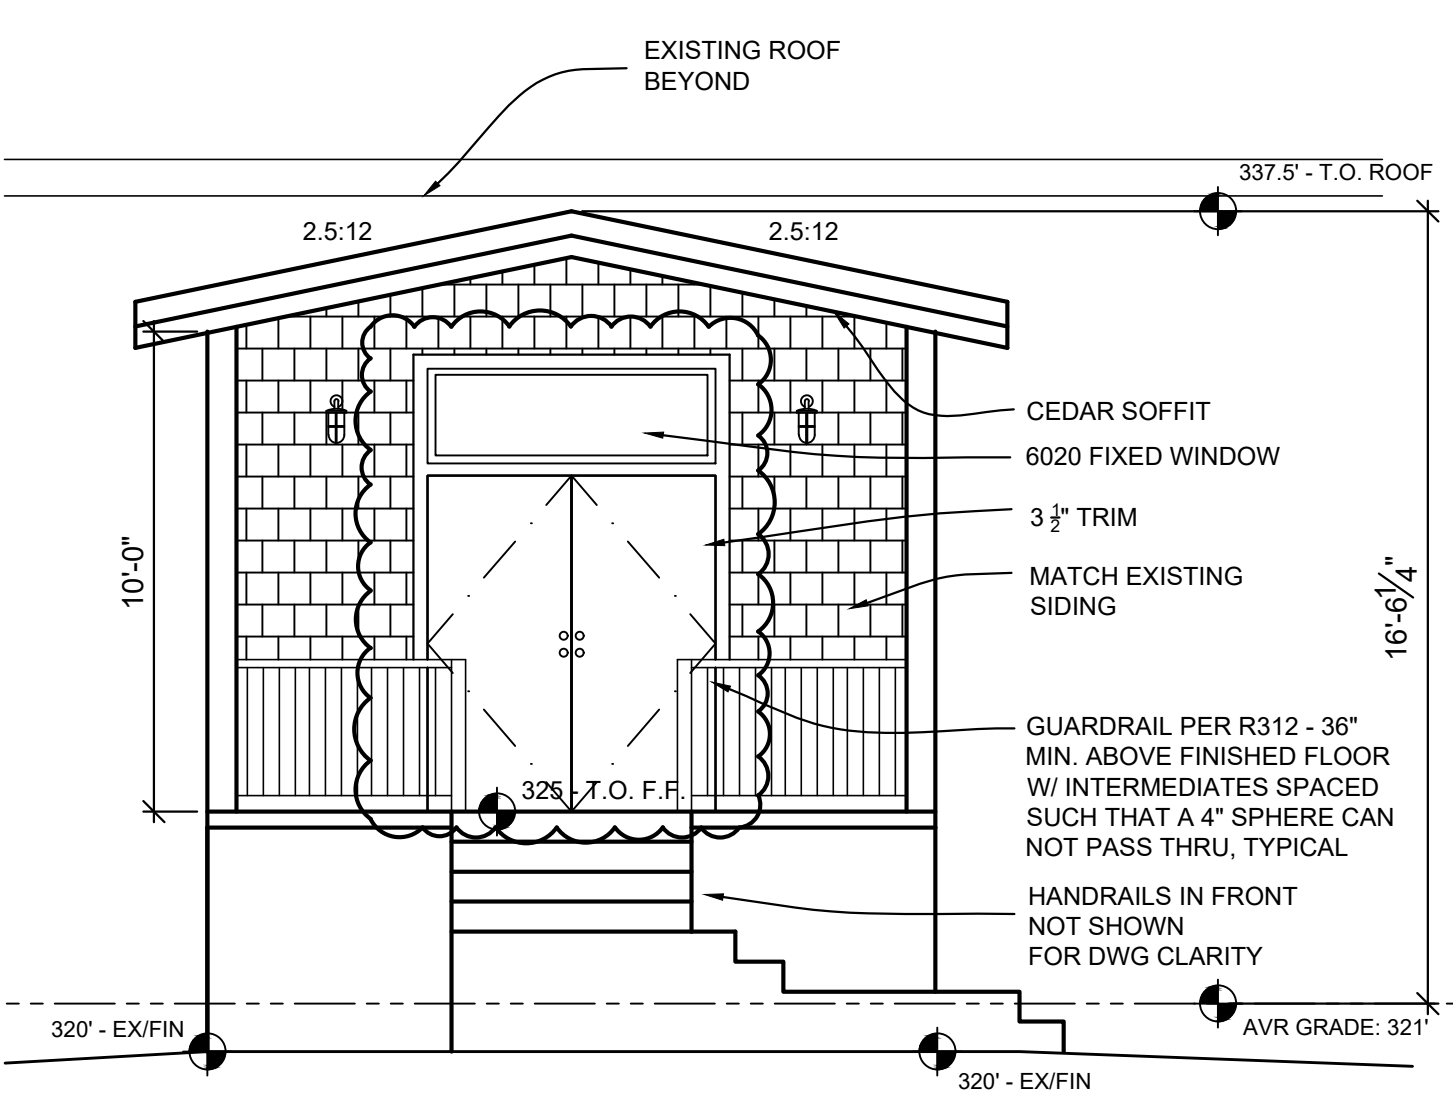 EXISTING ROOF
BEYOND
337.5' - T.O. ROOF
2.5:12
2.5:12
CEDAR SOFFIT
6020 FIXED WINDOW
3 1/2" TRIM
10'-0"
MATCH EXISTING
SIDING
16'-6 1/4"
GUARDRAIL PER R312 - 36"
MIN. ABOVE FINISHED FLOOR
W/ INTERMEDIATES SPACED
SUCH THAT A 4" SPHERE CAN
NOT PASS THRU, TYPICAL
325 - T.O. F.F.
HANDRAILS IN FRONT
NOT SHOWN
FOR DWG CLARITY
320' - EX/FIN
AVR GRADE: 321'
320' - EX/FIN